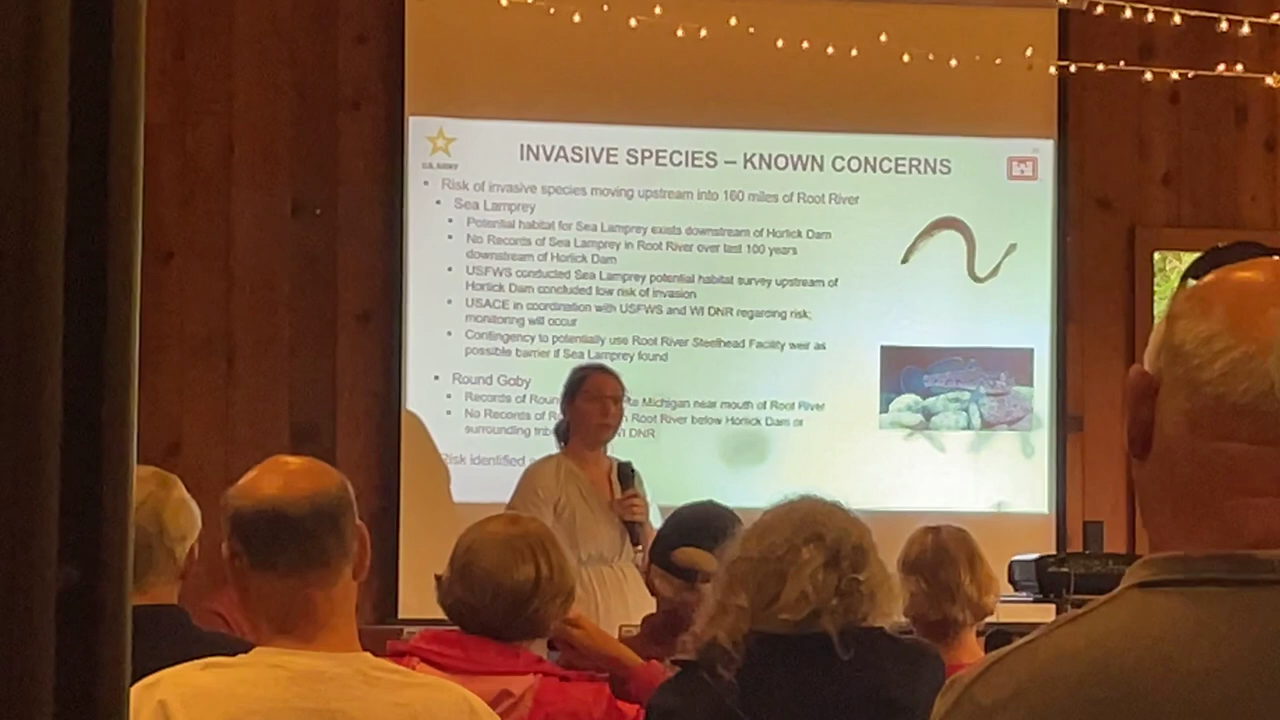 U.S. ARMY
INVASIVE SPECIES – KNOWN CONCERNS
Risk of invasive species moving upstream into 160 miles of Root River
Sea Lamprey
Potential habitat for Sea Lamprey exists downstream of Horlick Dam
No Records of Sea Lamprey in Root River over last 100 years
downstream of Horlick Dam
USFWS conducted Sea Lamprey potential habitat survey upstream of
Horlick Dam concluded low risk of invasion
USACE in coordination with USFWS and WI DNR regarding risk;
monitoring will occur
Contingency to potentially use Root River Steelhead Facility weir as
possible barrier if Sea Lamprey found
Round Goby
Records of Michigan near mouth of Root River
No Records of Root River below Horlick Dam or
surrounding DNR
Risk identified